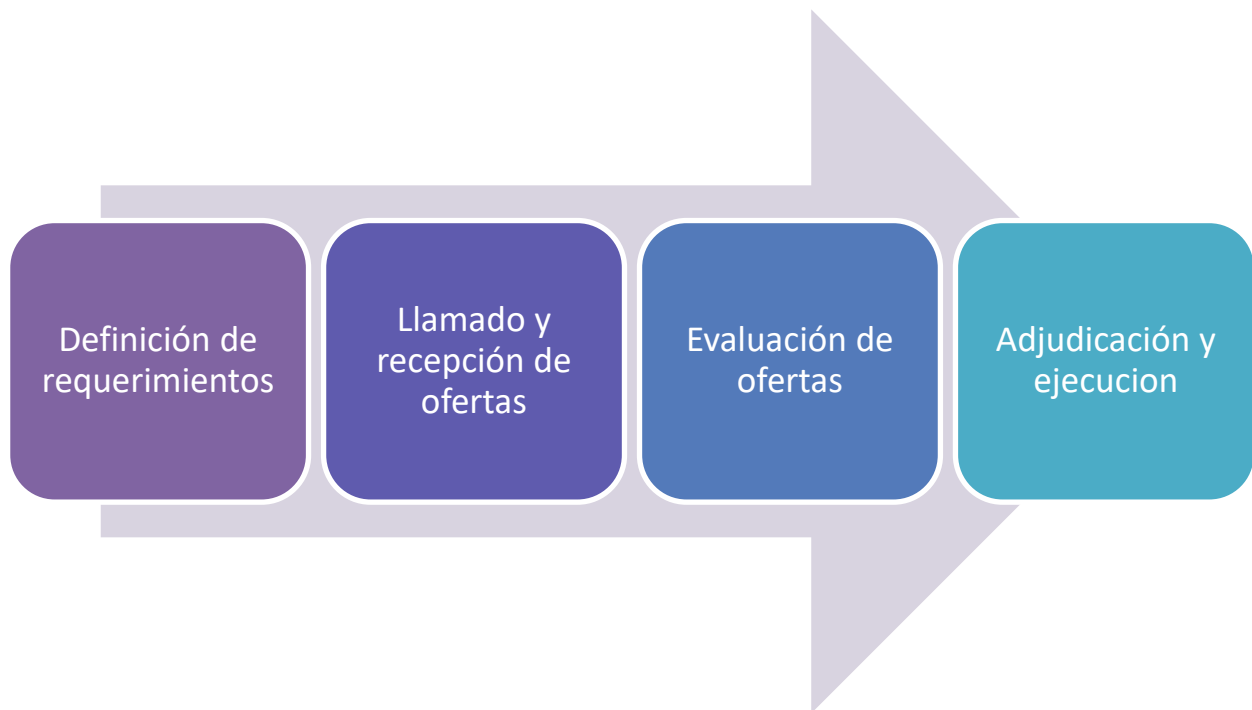 Definición de
requerimientos
Llamado y
recepción de
ofertas
Evaluación de
ofertas
Adjudicación y
ejecucion